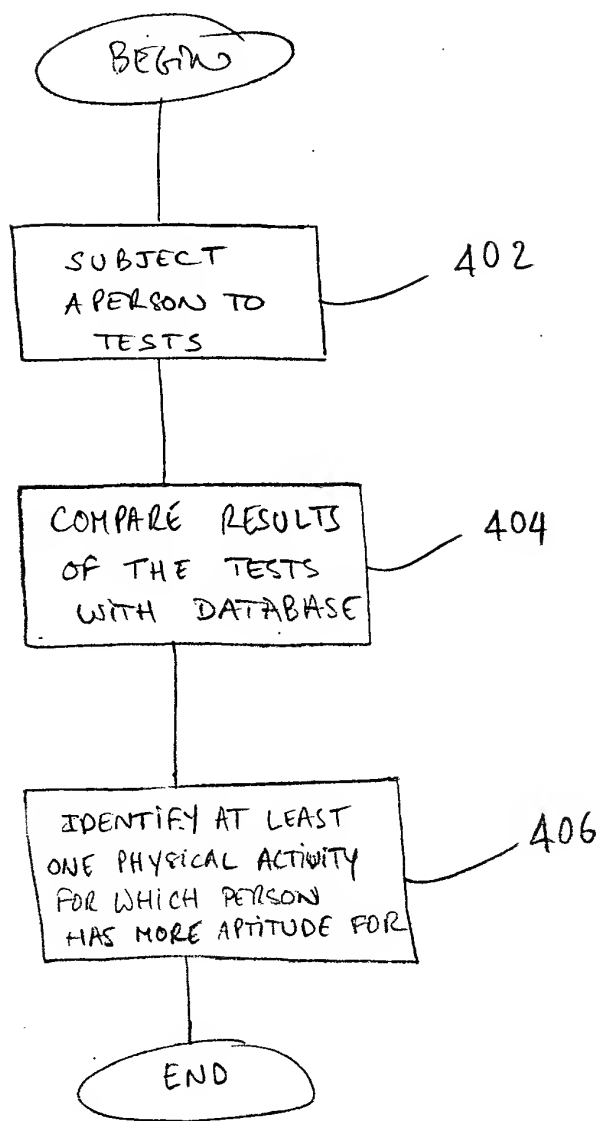 BEGIN
SUBJECT
A PERSON TO
TESTS
402
COMPARE RESULTS
OF THE TESTS
WITH DATABASE
404
IDENTIFY AT LEAST
ONE PHYSICAL ACTIVITY
FOR WHICH PERSON
HAS MORE APTITUDE FOR
406
END